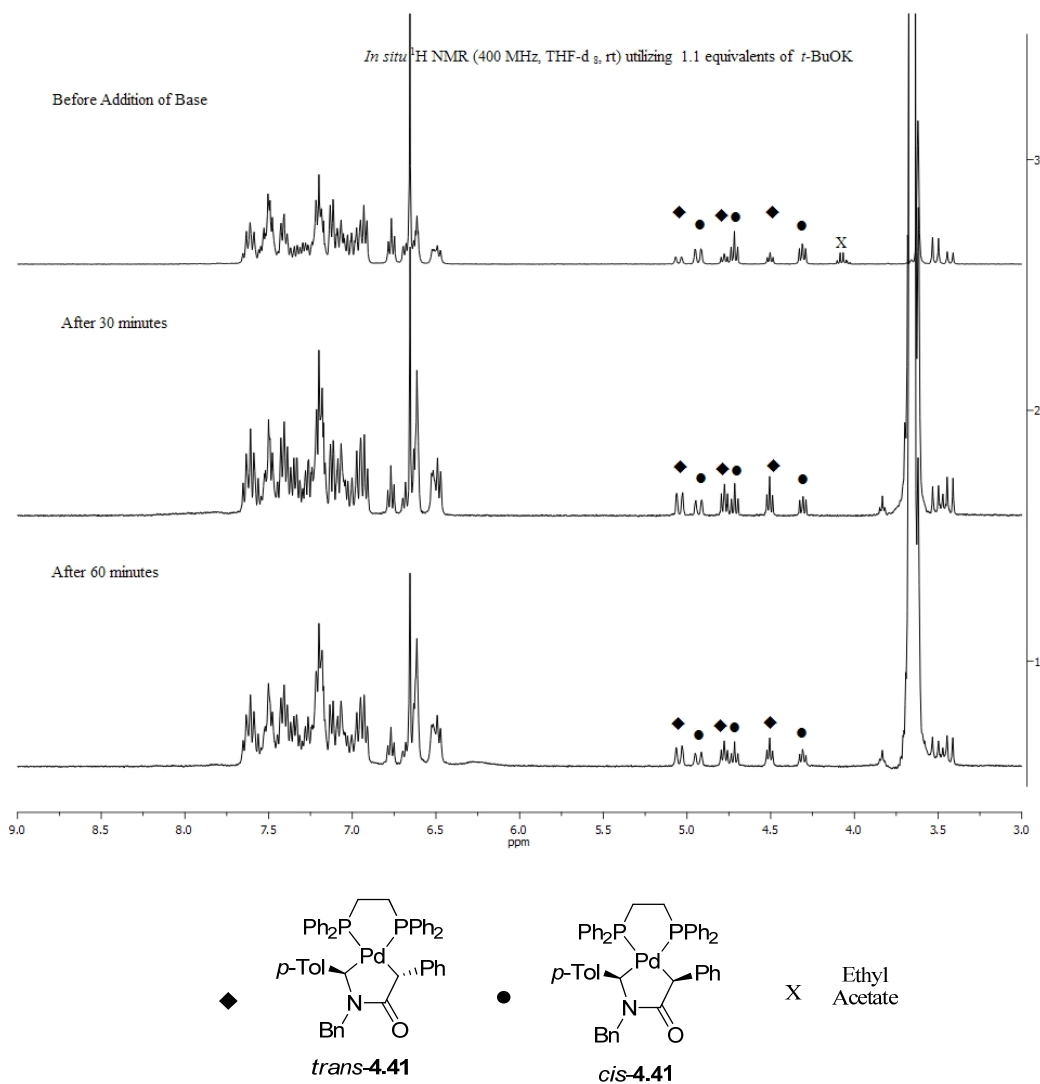 In situ ¹H NMR (400 MHz, THF-d ₈, rt) utilizing 1.1 equivalents of t-BuOK
Before Addition of Base
3
X
After 30 minutes
2
After 60 minutes
1
9.0 8.5 8.0 7.5 7.0 6.5 6.0 5.5 5.0 4.5 4.0 3.5 3.0
ppm
Ph₂P PPh₂ Ph₂P PPh₂
Pd Pd
p-Tol Ph p-Tol Ph
X Ethyl
Acetate
N N
Bn O Bn O
trans-4.41 cis-4.41